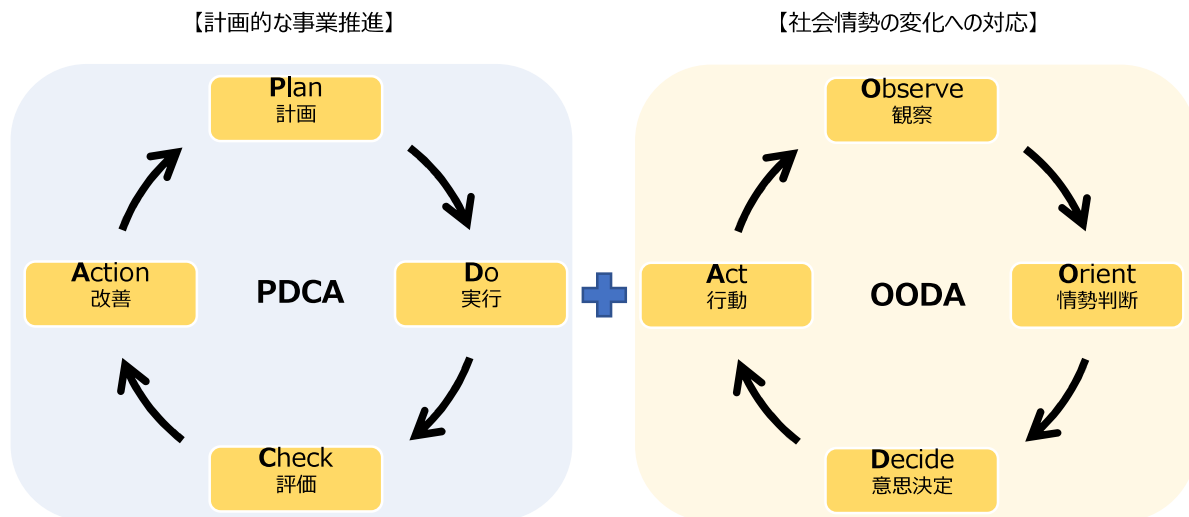 【計画的な事業推進】
Plan
計画
Action
改善
PDCA
Do
実行
Check
評価
【社会情勢の変化への対応】
Observe
観察
Act
行動
OODA
Orient
情勢判断
Decide
意思決定